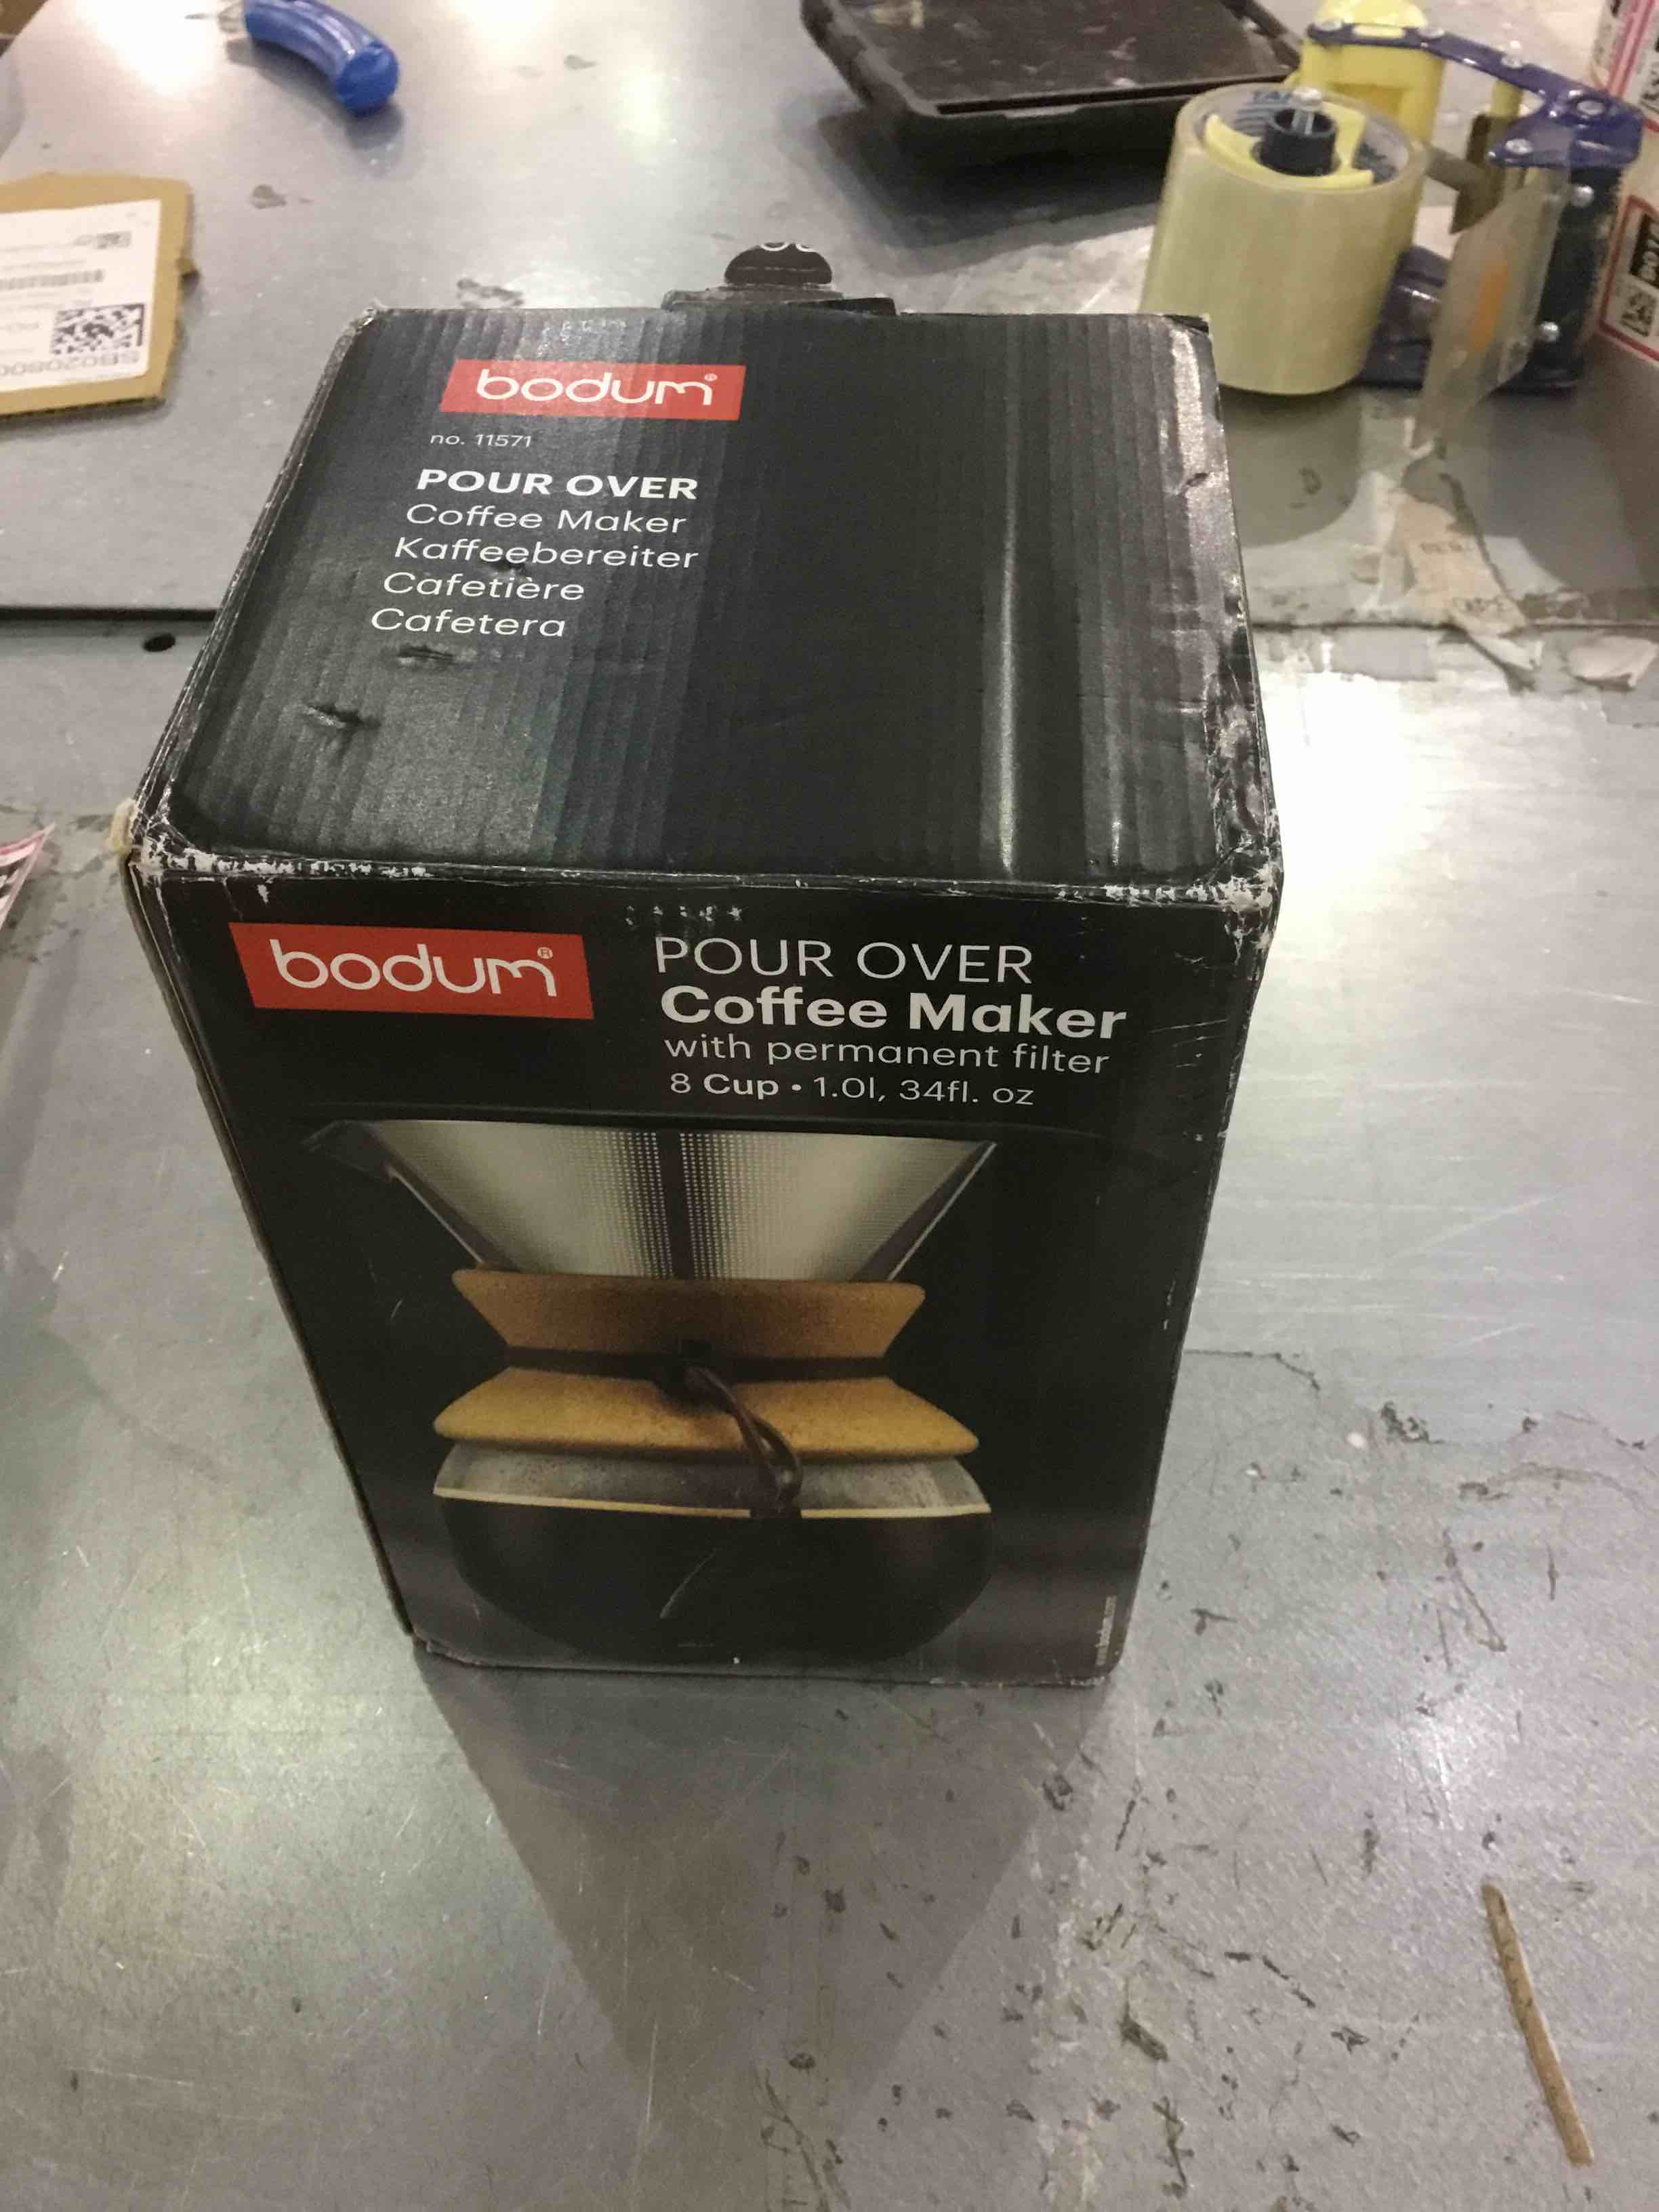 bodum®
no. 11571
POUR OVER
Coffee Maker
Kaffeebereiter
Cafetière
Cafetera
bodum®
POUR OVER
Coffee Maker
with permanent filter
8 Cup • 1.0l, 34fl. oz